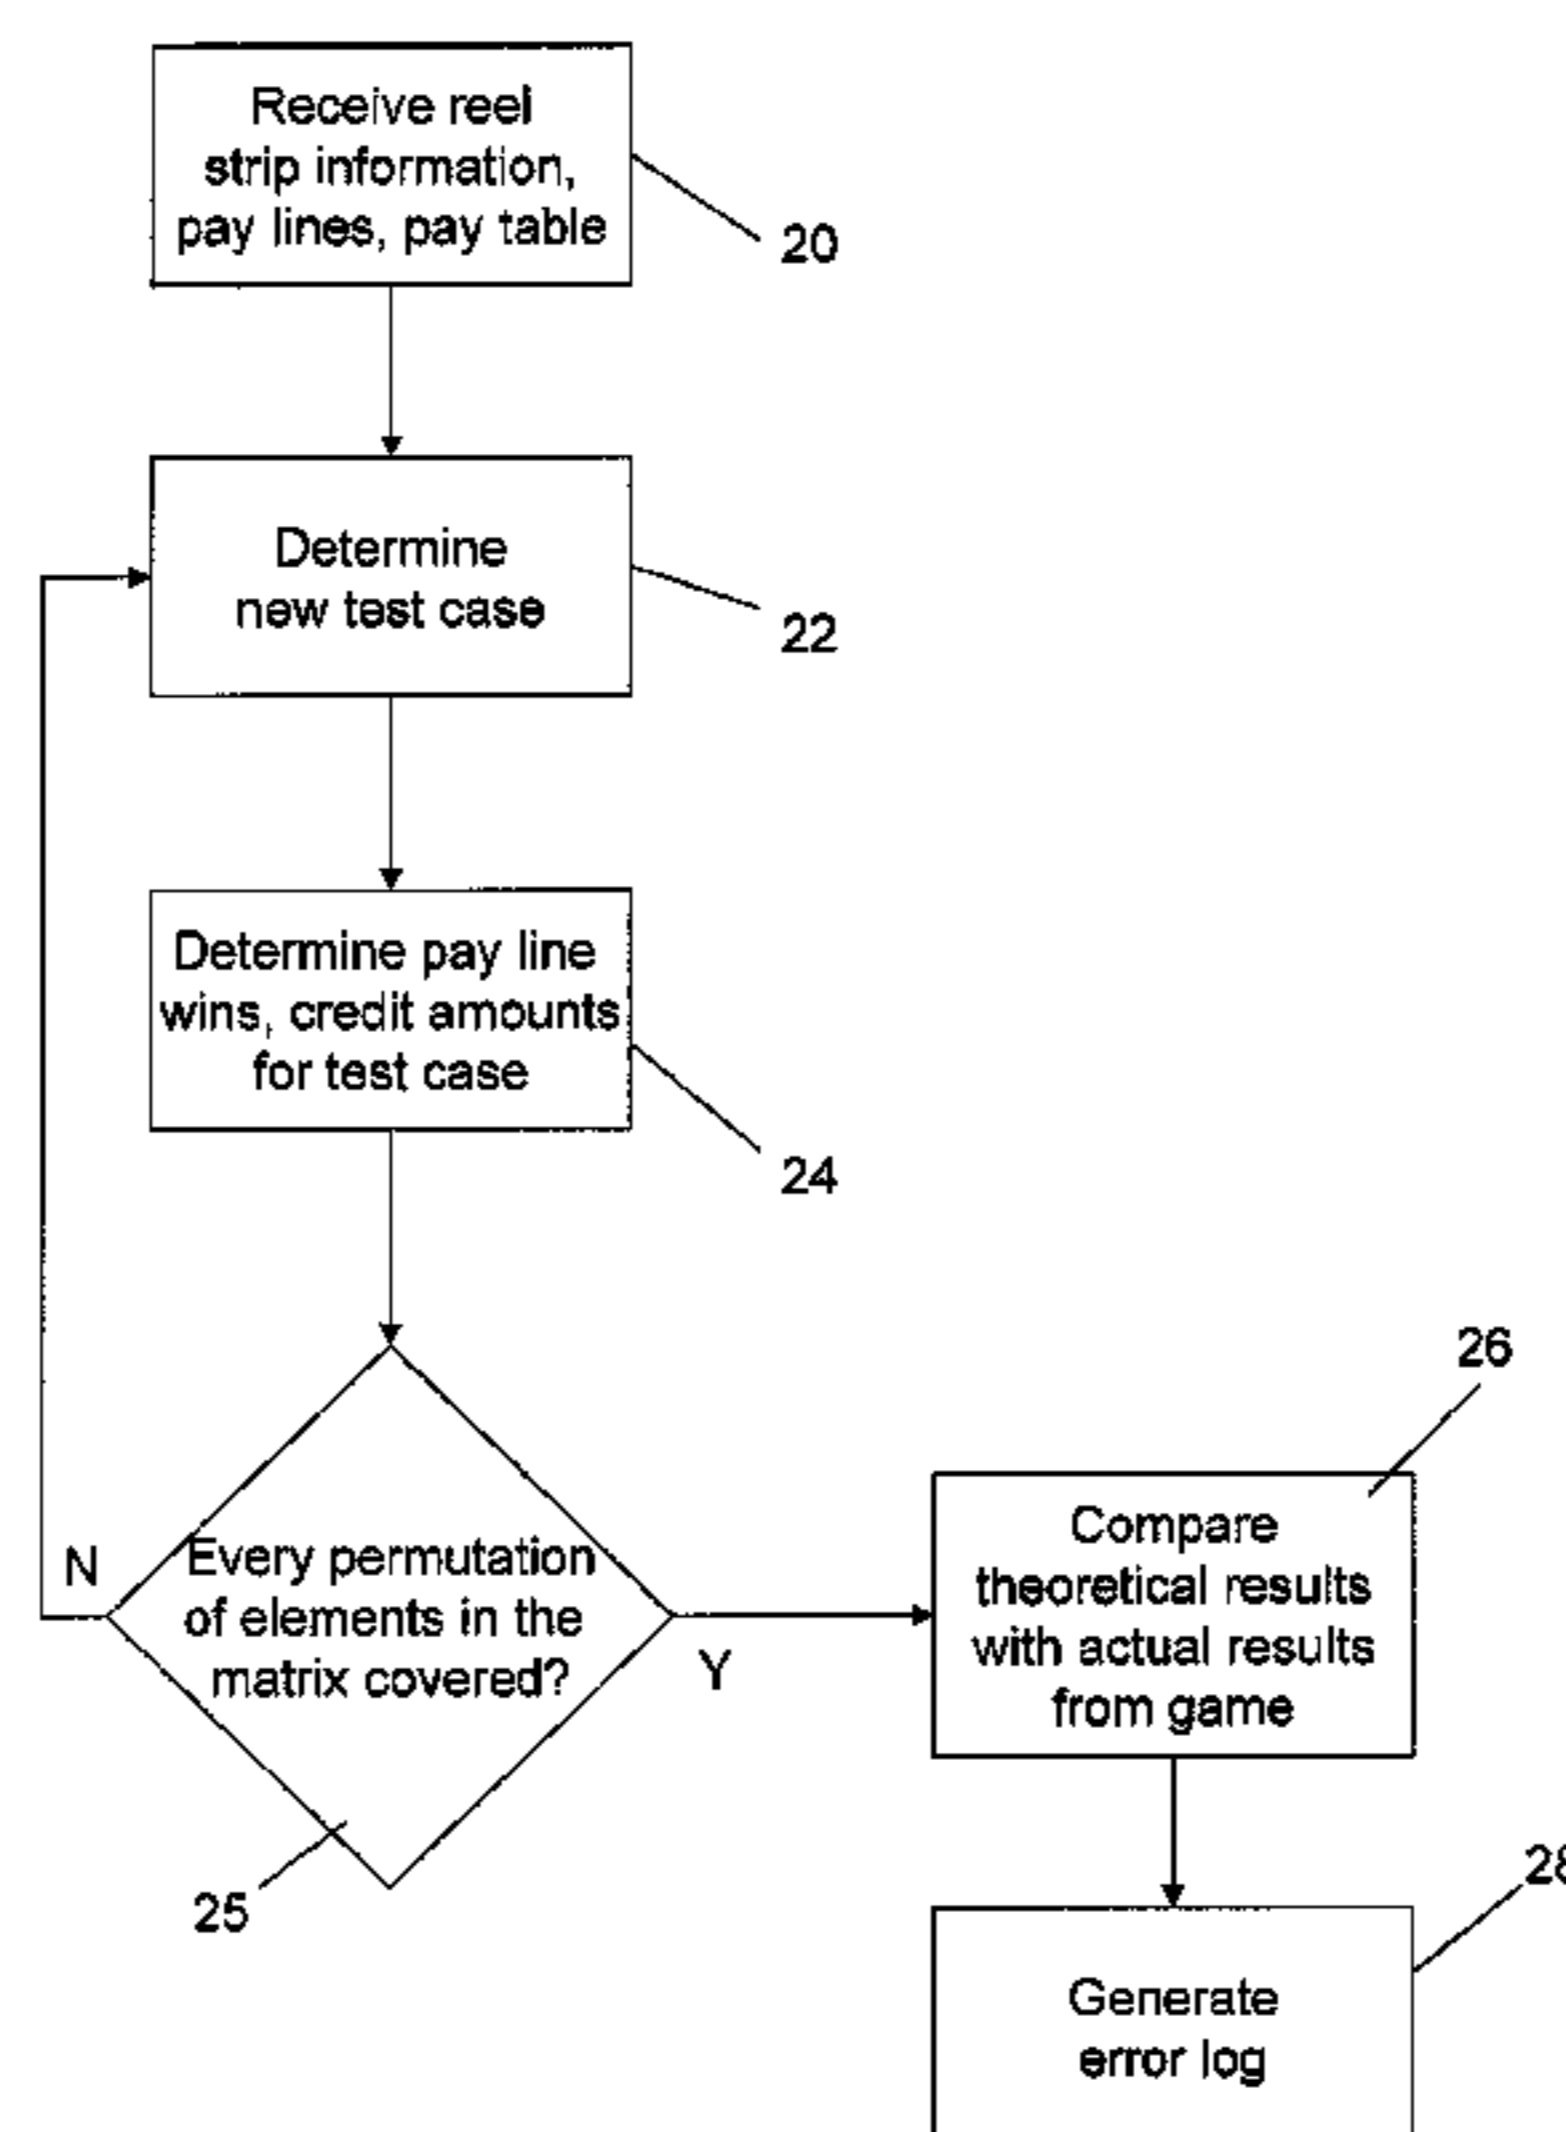 Receive reel
strip information,
pay lines, pay table
20
Determine
new test case
22
Determine pay line
wins, credit amounts
for test case
24
N
Every permutation
of elements in the
matrix covered?
Y
25
26
Compare
theoretical results
with actual results
from game
28
Generate
error log